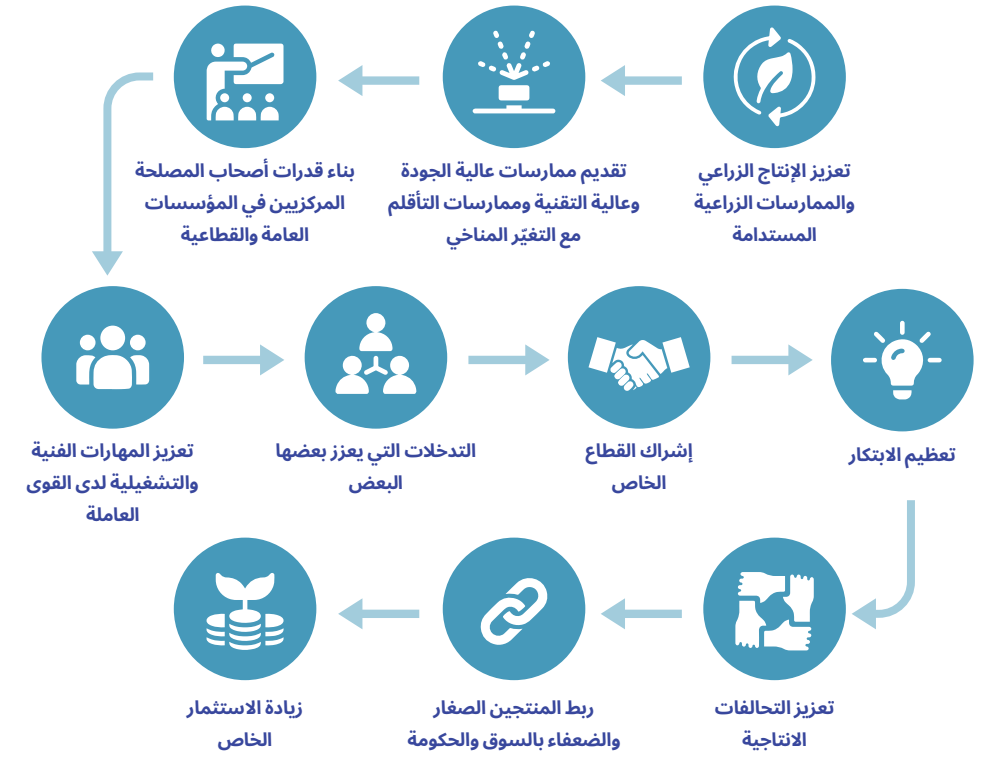 تعزيز الإنتاج الزراعي
والممارسات الزراعية
المستدامة
تقديم ممارسات عالية الجودة
وعالية التقنية وممارسات التأقلم
مع التغيّر المناخي
بناء قدرات أصحاب المصلحة
المركزيين في المؤسسات
العامة والقطاعية
تعزيز المهارات الفنية
والتشغيلية لدى القوى
العاملة
التدخلات التي يعزز بعضها
البعض
إشراك القطاع
الخاص
تعظيم الابتكار
تعزيز التحالفات
الانتاجية
ربط المنتجين الصغار
والضعفاء بالسوق والحكومة
زيادة الاستثمار
الخاص